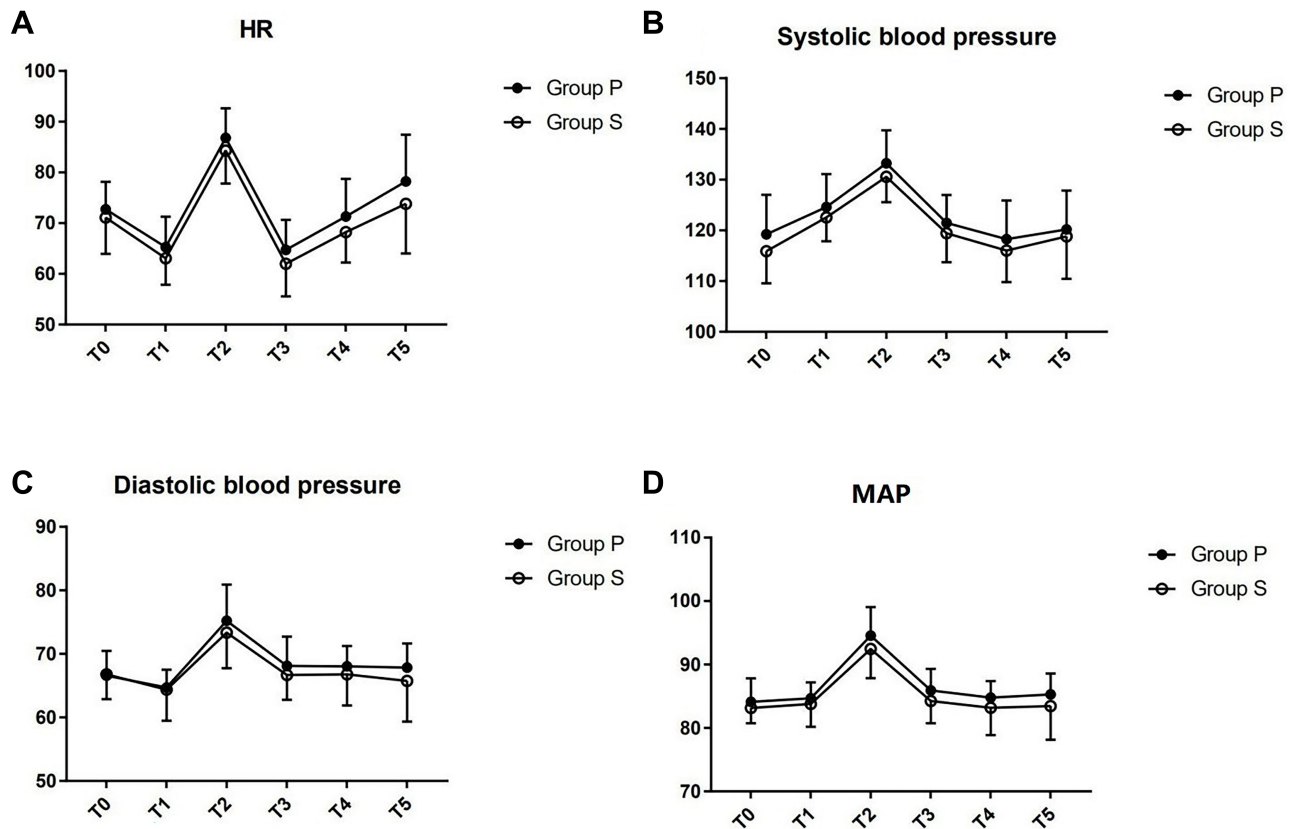 A
HR
100
90
80
70
60
50
T0 T1 T2 T3 T4 T5
Group P
Group S
B
Systolic blood pressure
150
140
130
120
110
100
T0 T1 T2 T3 T4 T5
Group P
Group S
C
Diastolic blood pressure
90
80
70
60
50
T0 T1 T2 T3 T4 T5
Group P
Group S
D
MAP
110
100
90
80
70
T0 T1 T2 T3 T4 T5
Group P
Group S